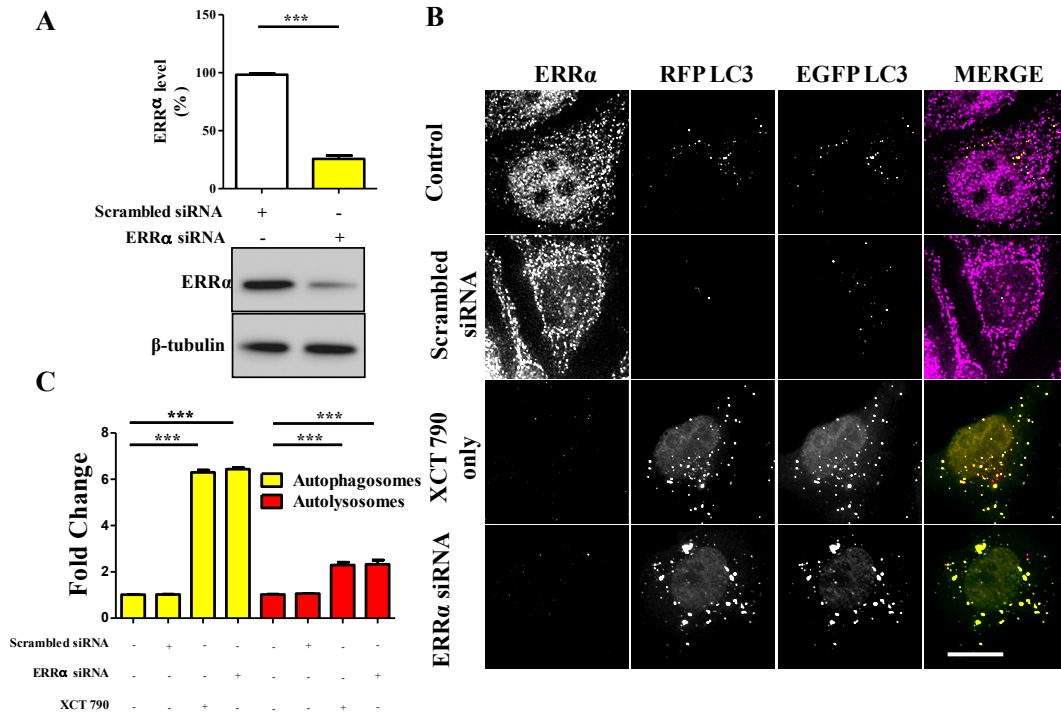 A
***
ERRα level
(%)
150
100
50
0
Scrambled siRNA + -
ERRα siRNA - +
ERRα
β-tubulin
B
ERRα RFP LC3 EGFP LC3 MERGE
Control
Scrambled
siRNA
XCT 790
only
ERRα siRNA
C
*** ***
*** ***
Fold Change
8
6
4
2
0
Autophagosomes
Autolysosomes
Scrambled siRNA - + - - - + - -
ERRα siRNA - - - + - - - +
XCT 790 - - + - - - + -